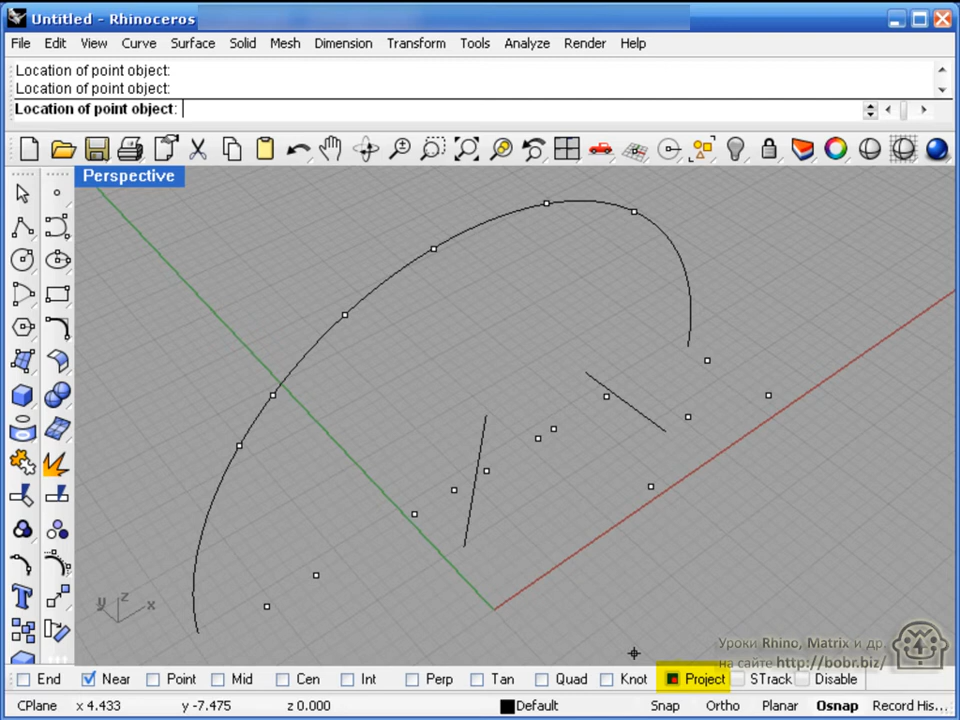 Untitled - Rhinoceros
File Edit View Curve Surface Solid Mesh Dimension Transform Tools Analyze Render Help
Location of point object:
Location of point object:
Location of point object:
Perspective
y z x
Уроки Rhino, Matrix и др.
на сайте http://bobr.biz/
End Near Point Mid Cen Int Perp Tan Quad Knot Project STrack Disable
CPlane x 4.433 y -7.475 z 0.000 Default Snap Ortho Planar Osnap Record His...